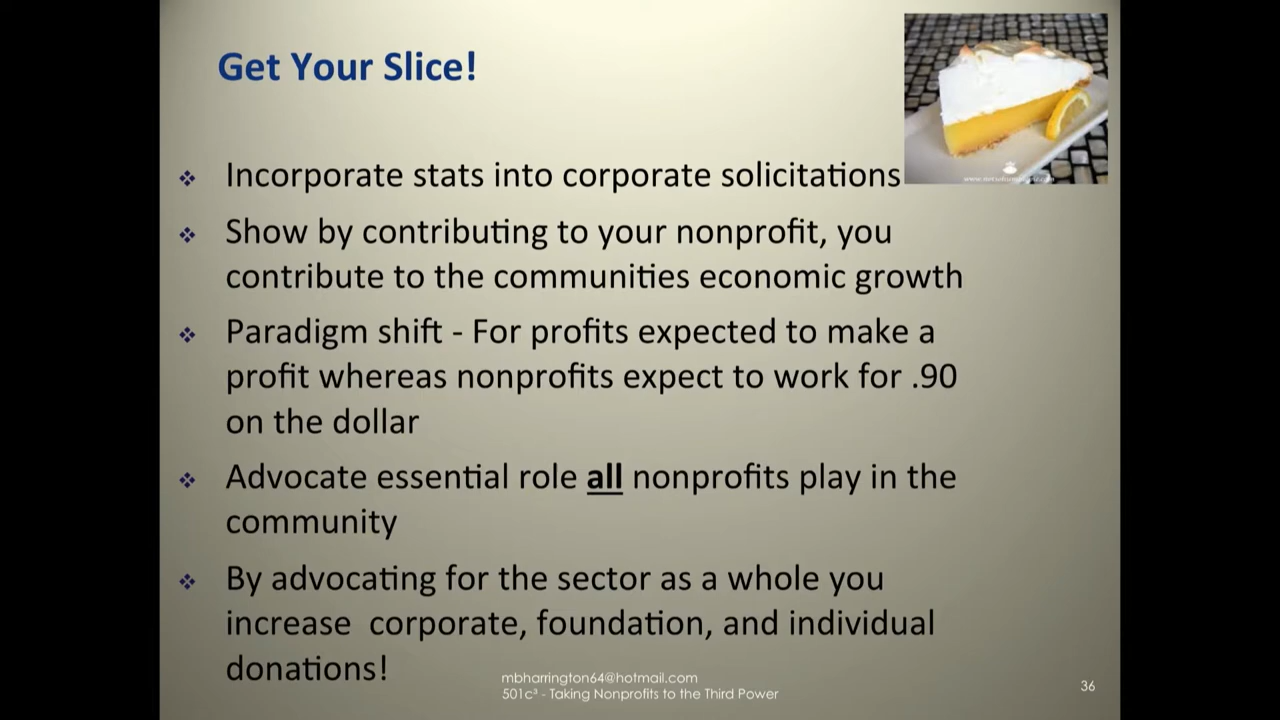 Get Your Slice!
Incorporate stats into corporate solicitations
Show by contributing to your nonprofit, you
contribute to the communities economic growth
Paradigm shift - For profits expected to make a
profit whereas nonprofits expect to work for .90
on the dollar
Advocate essential role all nonprofits play in the
community
By advocating for the sector as a whole you
increase  corporate, foundation, and individual
donations!
mbharrington64@hotmail.com
501c³ - Taking Nonprofits to the Third Power
36